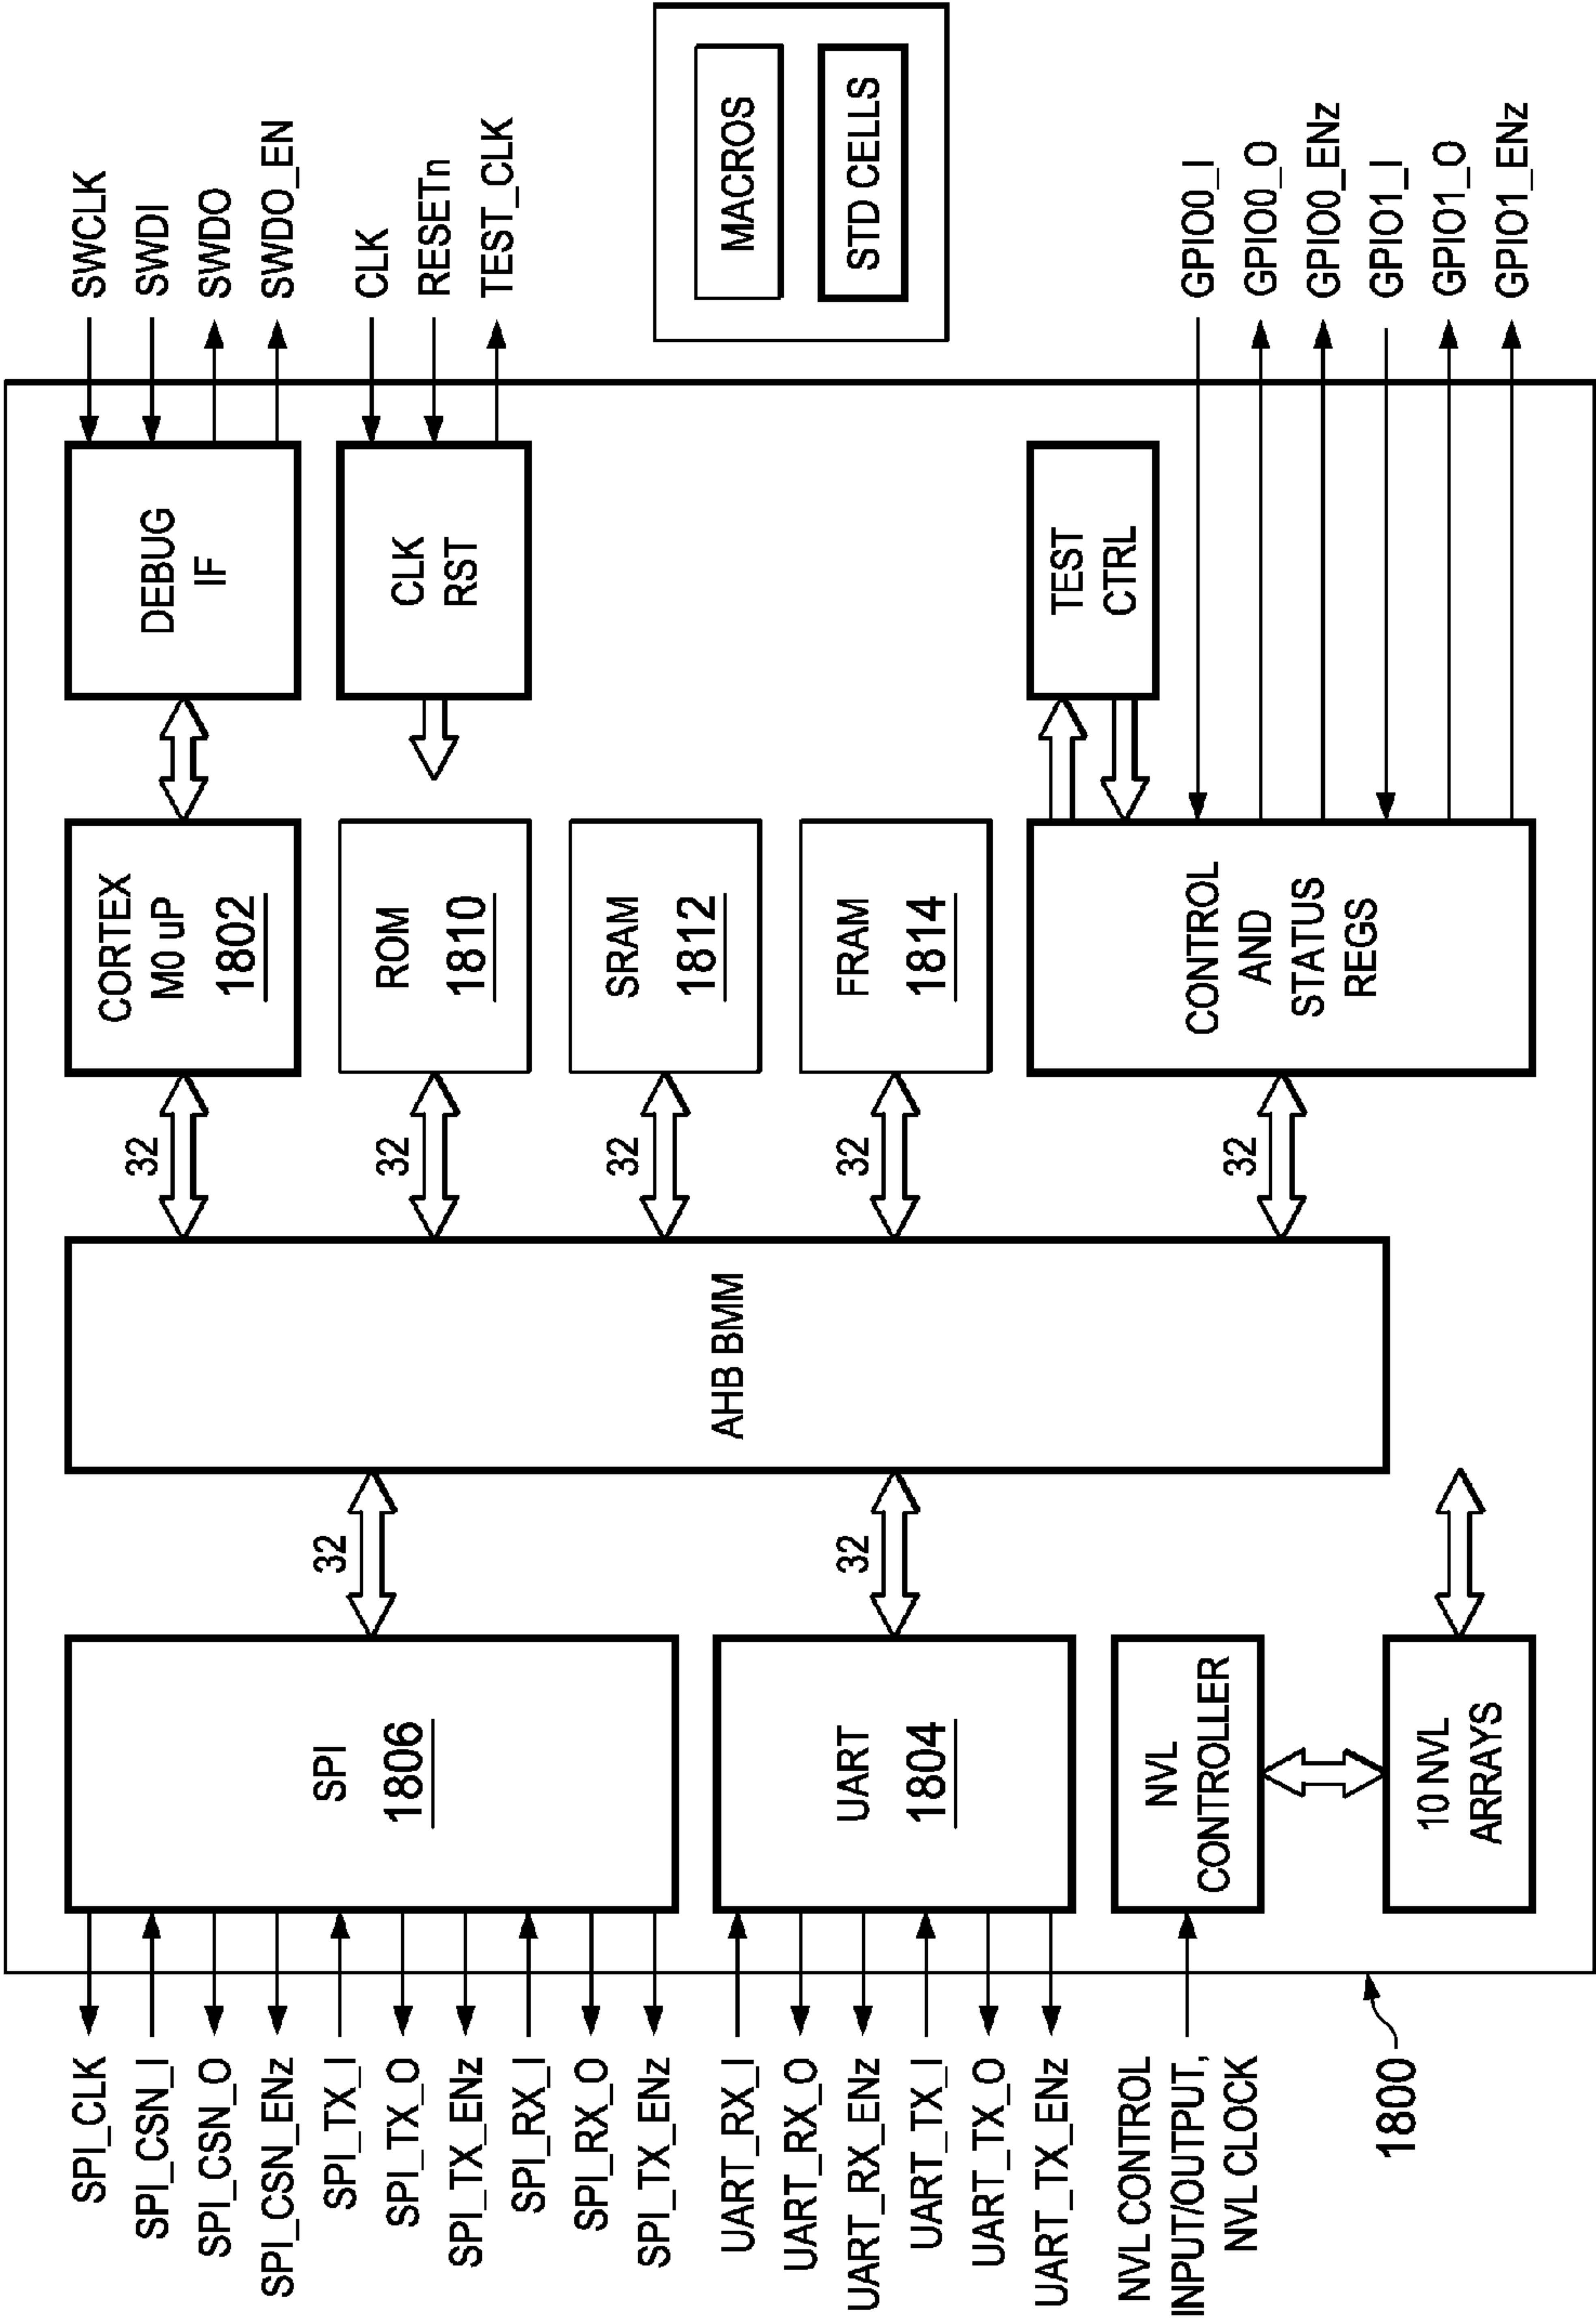 SPI_CLK
SPI_CSN_I
SPI_CSN_O
SPI_CSN_ENz
SPI_TX_I
SPI_TX_O
SPI_TX_ENz
SPI_RX_I
SPI_RX_O
SPI_TX_ENz
UART_RX_I
UART_RX_O
UART_RX_ENz
UART_TX_I
UART_TX_O
UART_TX_ENz
NVL CONTROL
INPUT/OUTPUT,
NVL CLOCK
1800
SPI
1806
UART
1804
NVL
CONTROLLER
10 NVL
ARRAYS
32
32
AHB BMM
32
32
32
32
32
CORTEX
M0 uP
1802
ROM
1810
SRAM
1812
FRAM
1814
CONTROL
AND
STATUS
REGS
DEBUG
IF
CLK
RST
TEST
CTRL
SWCLK
SWDI
SWDO
SWDO_EN
CLK
RESETn
TEST_CLK
MACROS
STD CELLS
GPIO0_I
GPIO0_O
GPIO0_ENz
GPIO1_I
GPIO1_O
GPIO1_ENz